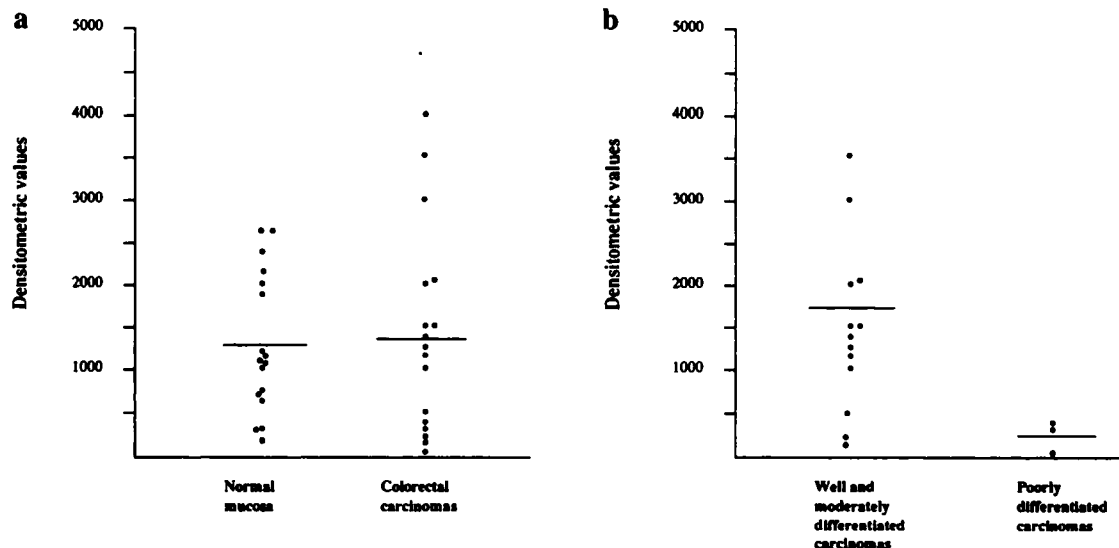 a
5000
4000
3000
2000
1000
Densitometric values
Normal
mucosa
Colorectal
carcinomas
b
5000
4000
3000
2000
1000
Densitometric values
Well and
moderately
differentiated
carcinomas
Poorly
differentiated
carcinomas